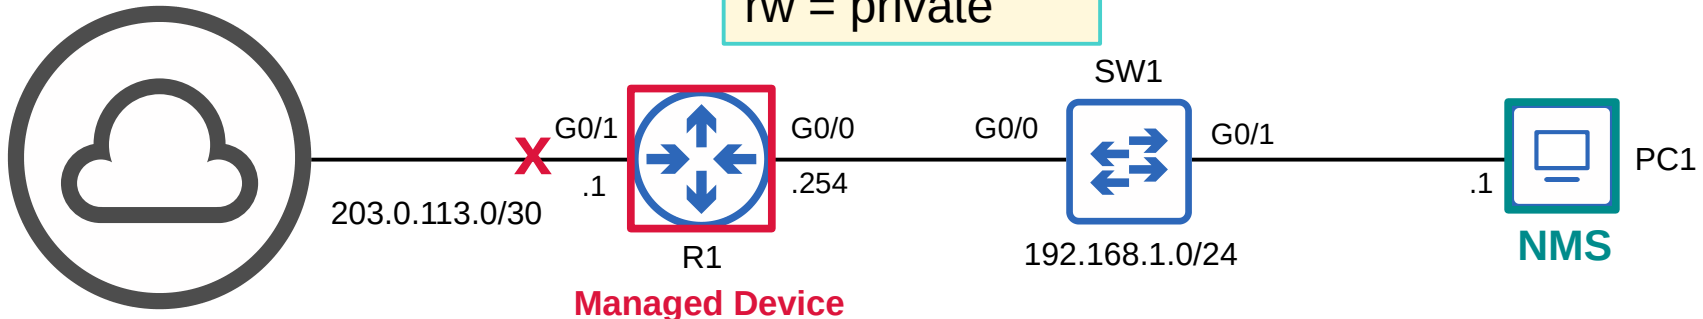 rw = private
SW1
G0/1
G0/0
G0/0
G0/1
X
PC1
.1
.254
.1
203.0.113.0/30
R1
192.168.1.0/24
NMS
Managed Device